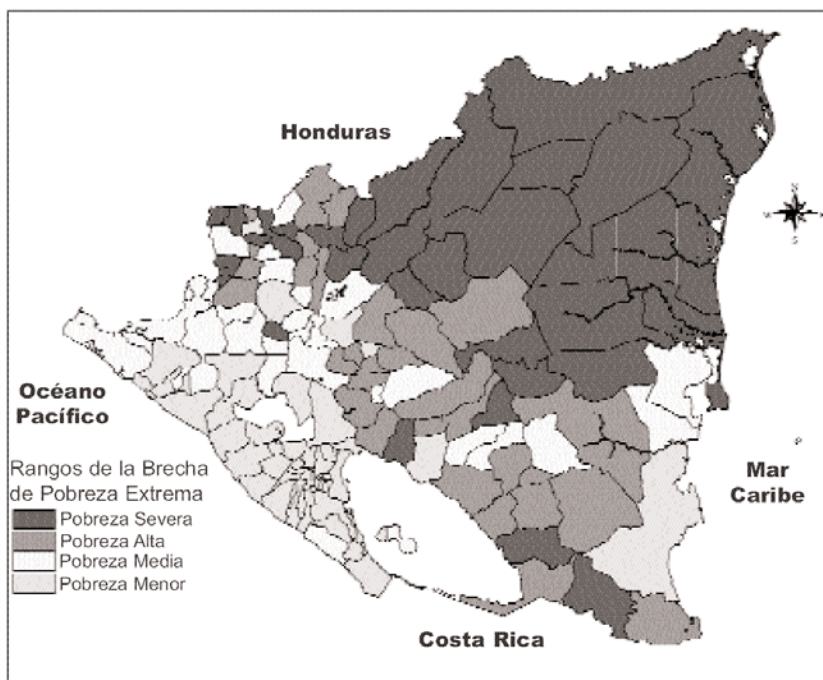 Honduras
N
W
E
S
Océano
Pacífico
Rangos de la Brecha
de Pobreza Extrema
Pobreza Severa
Pobreza Alta
Pobreza Media
Pobreza Menor
Mar
Caribe
Costa Rica